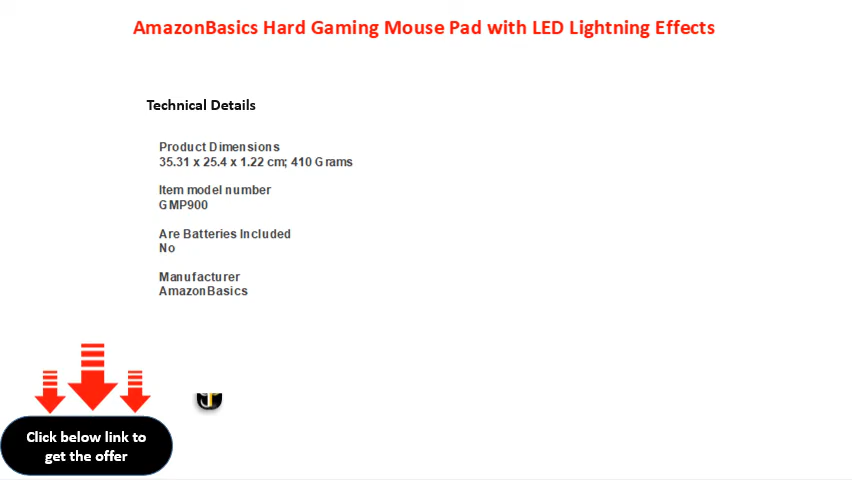 AmazonBasics Hard Gaming Mouse Pad with LED Lightning Effects
Technical Details
Product Dimensions
35.31 x 25.4 x 1.22 cm; 410 Grams
Item model number
GMP900
Are Batteries Included
No
Manufacturer
AmazonBasics
Click below link to
get the offer